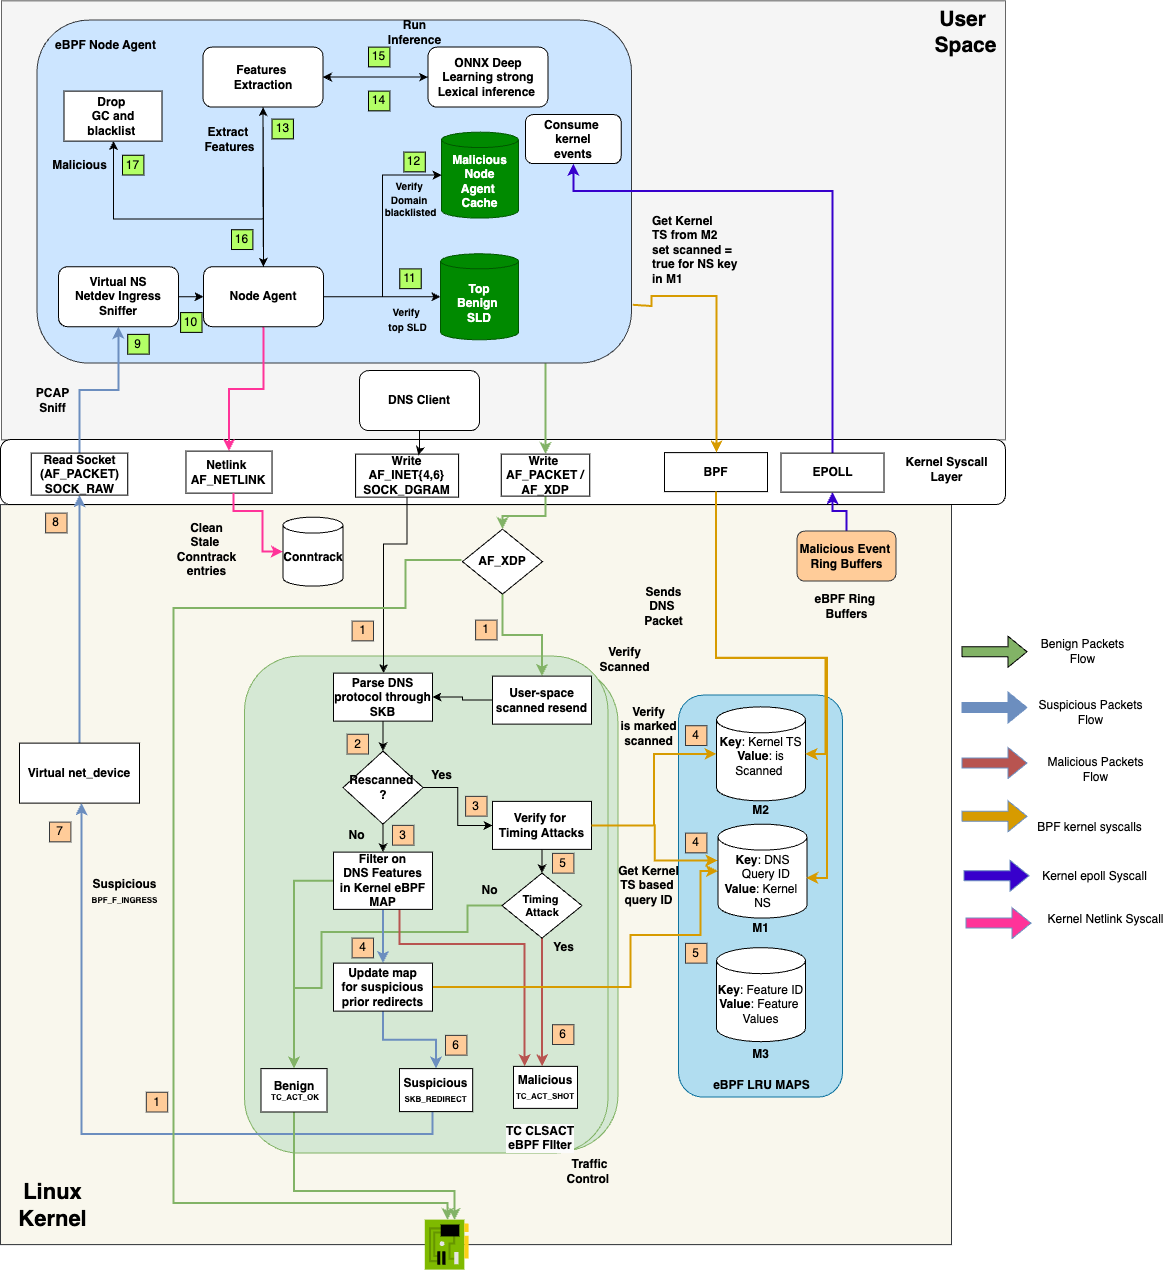 User
Space
eBPF Node Agent
Run
Inference
15
14
Features
Extraction
ONNX Deep
Learning strong
Lexical inference
Drop
GC and
blacklist
Extract
Features
13
Malicious
17
Consume
kernel
events
12
Malicious
Node
Agent
Cache
Verify
Domain
blacklisted
16
Virtual NS
Netdev Ingress
Sniffer
10
Node Agent
11
Verify
top SLD
Top
Benign
SLD
9
Get Kernel
TS from M2
set scanned =
true for NS key
in M1
PCAP
Sniff
DNS Client
Read Socket
(AF_PACKET)
SOCK_RAW
Netlink
AF_NETLINK
Write
AF_INET{4,6}
SOCK_DGRAM
Write
AF_PACKET /
AF_XDP
BPF
EPOLL
Kernel Syscall
Layer
8
Clean
Stale
Conntrack
entries
Conntrack
AF_XDP
Malicious Event
Ring Buffers
eBPF Ring
Buffers
Sends
DNS
Packet
1
1
Verify
Scanned
Parse DNS
protocol through
SKB
User-space
scanned resend
2
Rescanned
?
Yes
3
No
3
Verify for
Timing Attacks
Verify
is marked
scanned
4
Key: Kernel TS
Value: is
Scanned
M2
4
Key: DNS
Query ID
Value: Kernel
NS
M1
5
Key: Feature ID
Value: Feature
Values
M3
eBPF LRU MAPS
Get Kernel
TS based
query ID
Filter on
DNS Features
in Kernel eBPF
MAP
5
No
Timing
Attack
Yes
4
Update map
for suspicious
prior redirects
6
6
Benign
TC_ACT_OK
Suspicious
SKB_REDIRECT
Malicious
TC_ACT_SHOT
TC CLSACT
eBPF FIlter
Traffic
Control
Virtual net_device
7
Suspicious
BPF_F_INGRESS
1
Linux
Kernel
Benign Packets
Flow
Suspicious Packets
Flow
Malicious Packets
Flow
BPF kernel syscalls
Kernel epoll Syscall
Kernel Netlink Syscall